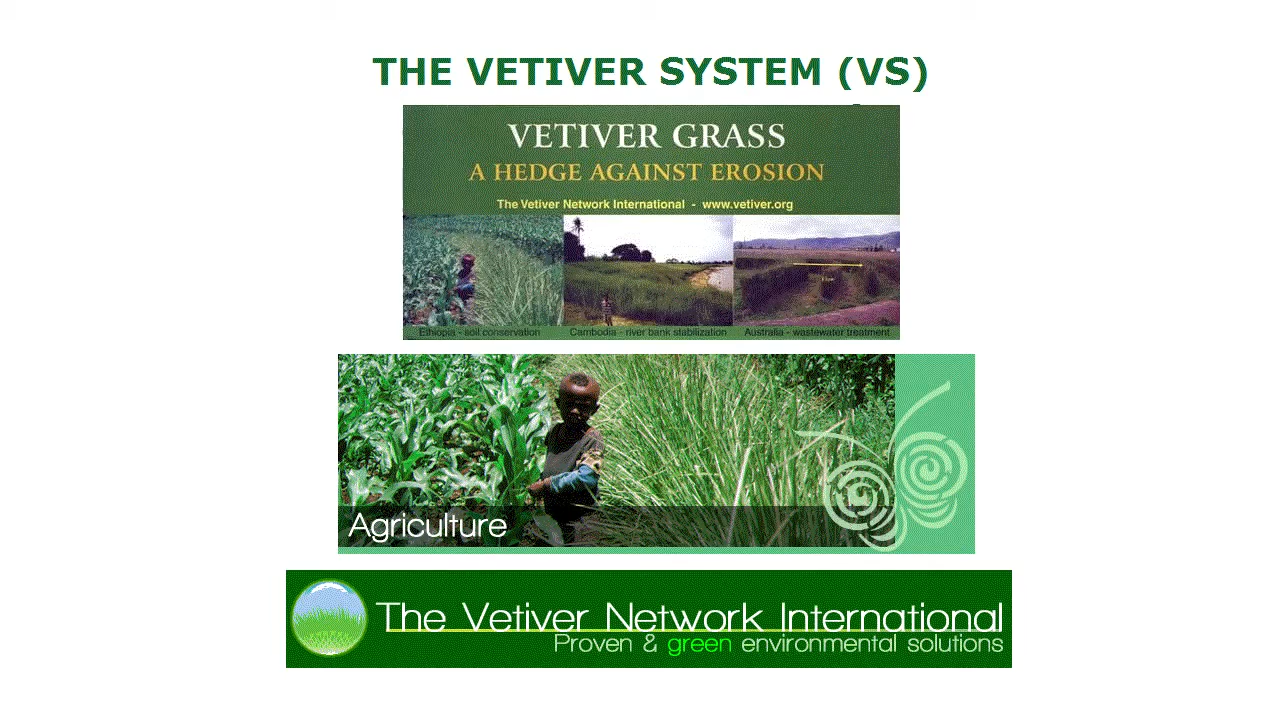 THE VETIVER SYSTEM (VS)
VETIVER GRASS
A HEDGE AGAINST EROSION
The Vetiver Network International - www.vetiver.org
Ethiopia - soil conservation
Cambodia - river bank stabilization
Australia - wastewater treatment
Agriculture
The Vetiver Network International
Proven & green environmental solutions